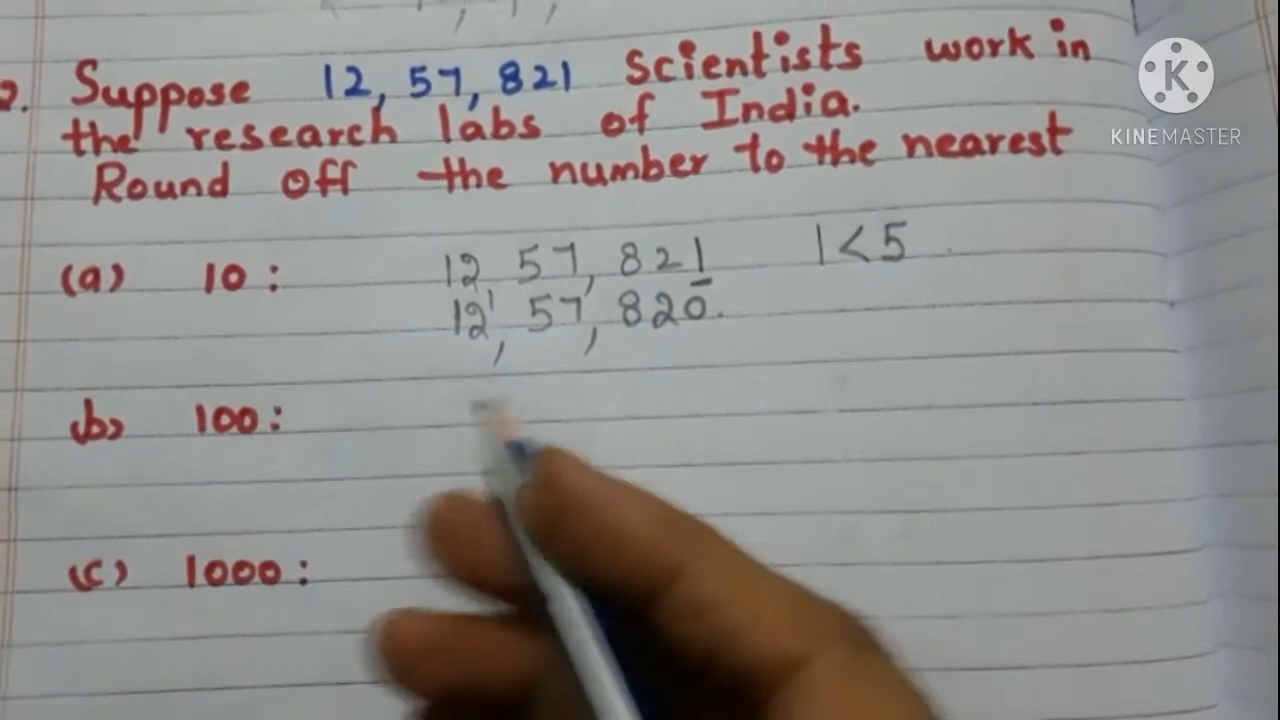 2. Suppose 12, 57, 821 Scientists work in
the research labs of India.
Round off the number to the nearest
(a) 10: 12, 57, 821 1<5
12, 57, 820.
(b) 100:
(c) 1000:
K
KINEMASTER